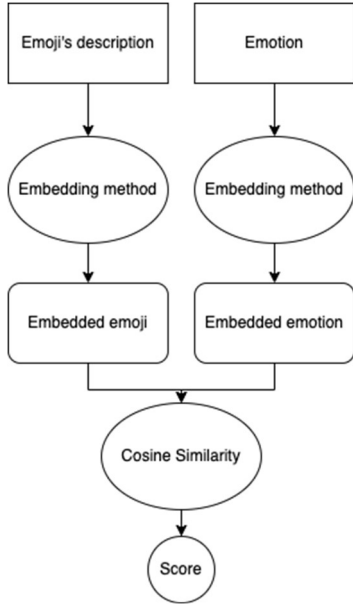 Emoji's description
Emotion
Embedding method
Embedding method
Embedded emoji
Embedded emotion
Cosine Similarity
Score